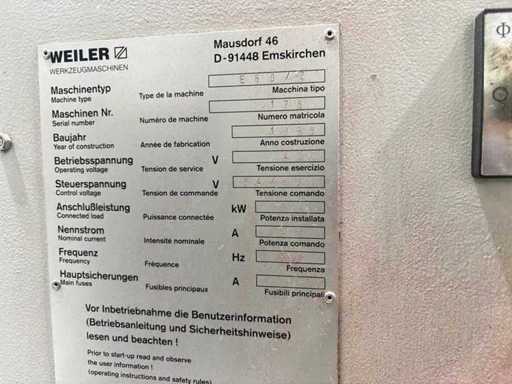 WEILER
WERKZEUGMASCHINEN
Mausdorf 46
D-91448 Emskirchen
Maschinentyp
Machine type Type de la machine Macchina tipo
Maschinen Nr.
Serial number Numéro de machine Numero matricola
Baujahr
Year of construction Année de fabrication Anno costruzione
Betriebsspannung V
Operating voltage Tension de service Tensione esercizio
Steuerspannung V
Control voltage Tension de commande Tensione comando
Anschlußleistung kW
Connected load Puissance connectée Potenza installata
Nennstrom A
Nominal current Intensité nominale Potenza comando
Frequenz Hz
Frequency Fréquence Frequenza
Hauptsicherungen A
Main fuses Fusibles principaux Fusibili principali
Vor Inbetriebnahme die Benutzerinformation
(Betriebsanleitung und Sicherheitshinweise)
lesen und beachten !
Prior to start-up read and observe
the user information !
(operating instructions and safety rules)